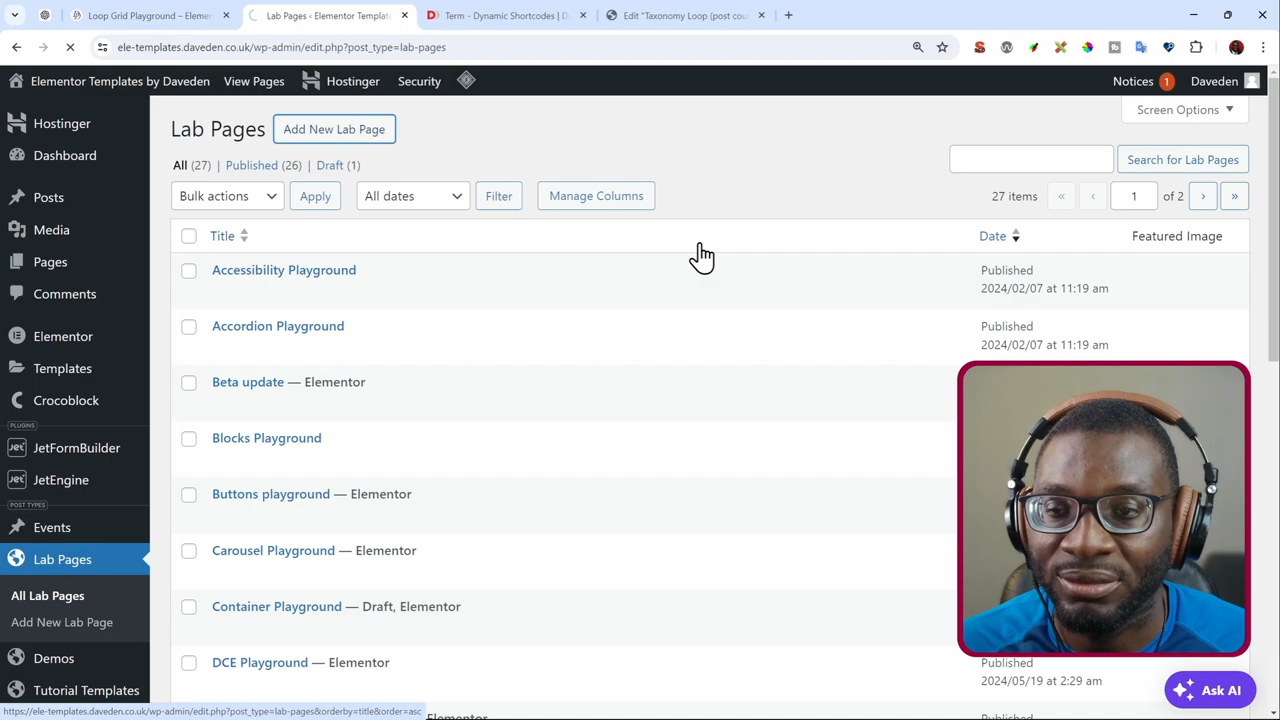 Loop Grid Playground – Elemen
Lab Pages ‹ Elementor Templat
Term - Dynamic Shortcodes | Dy
Edit "Taxonomy Loop (post cou
ele-templates.daveden.co.uk/wp-admin/edit.php?post_type=lab-pages
Elementor Templates by Daveden
View Pages
Hostinger
Security
Notices 1
Daveden
Hostinger
Dashboard
Posts
Media
Pages
Comments
Elementor
Templates
Crocoblock
PLUGINS
JetFormBuilder
JetEngine
POST TYPES
Events
Lab Pages
All Lab Pages
Add New Lab Page
Demos
Tutorial Templates
Lab Pages
Add New Lab Page
Screen Options
All (27) | Published (26) | Draft (1)
Search for Lab Pages
Bulk actions
Apply
All dates
Filter
Manage Columns
27 items « ‹ 1 of 2 › »
Title
Date
Featured Image
Accessibility Playground
Published
2024/02/07 at 11:19 am
Accordion Playground
Published
2024/02/07 at 11:19 am
Beta update — Elementor
Blocks Playground
Buttons playground — Elementor
Carousel Playground — Elementor
Container Playground — Draft, Elementor
DCE Playground — Elementor
Published
2024/05/19 at 2:29 am
Elementor
Ask AI
https://ele-templates.daveden.co.uk/wp-admin/edit.php?post_type=lab-pages&orderby=title&order=asc